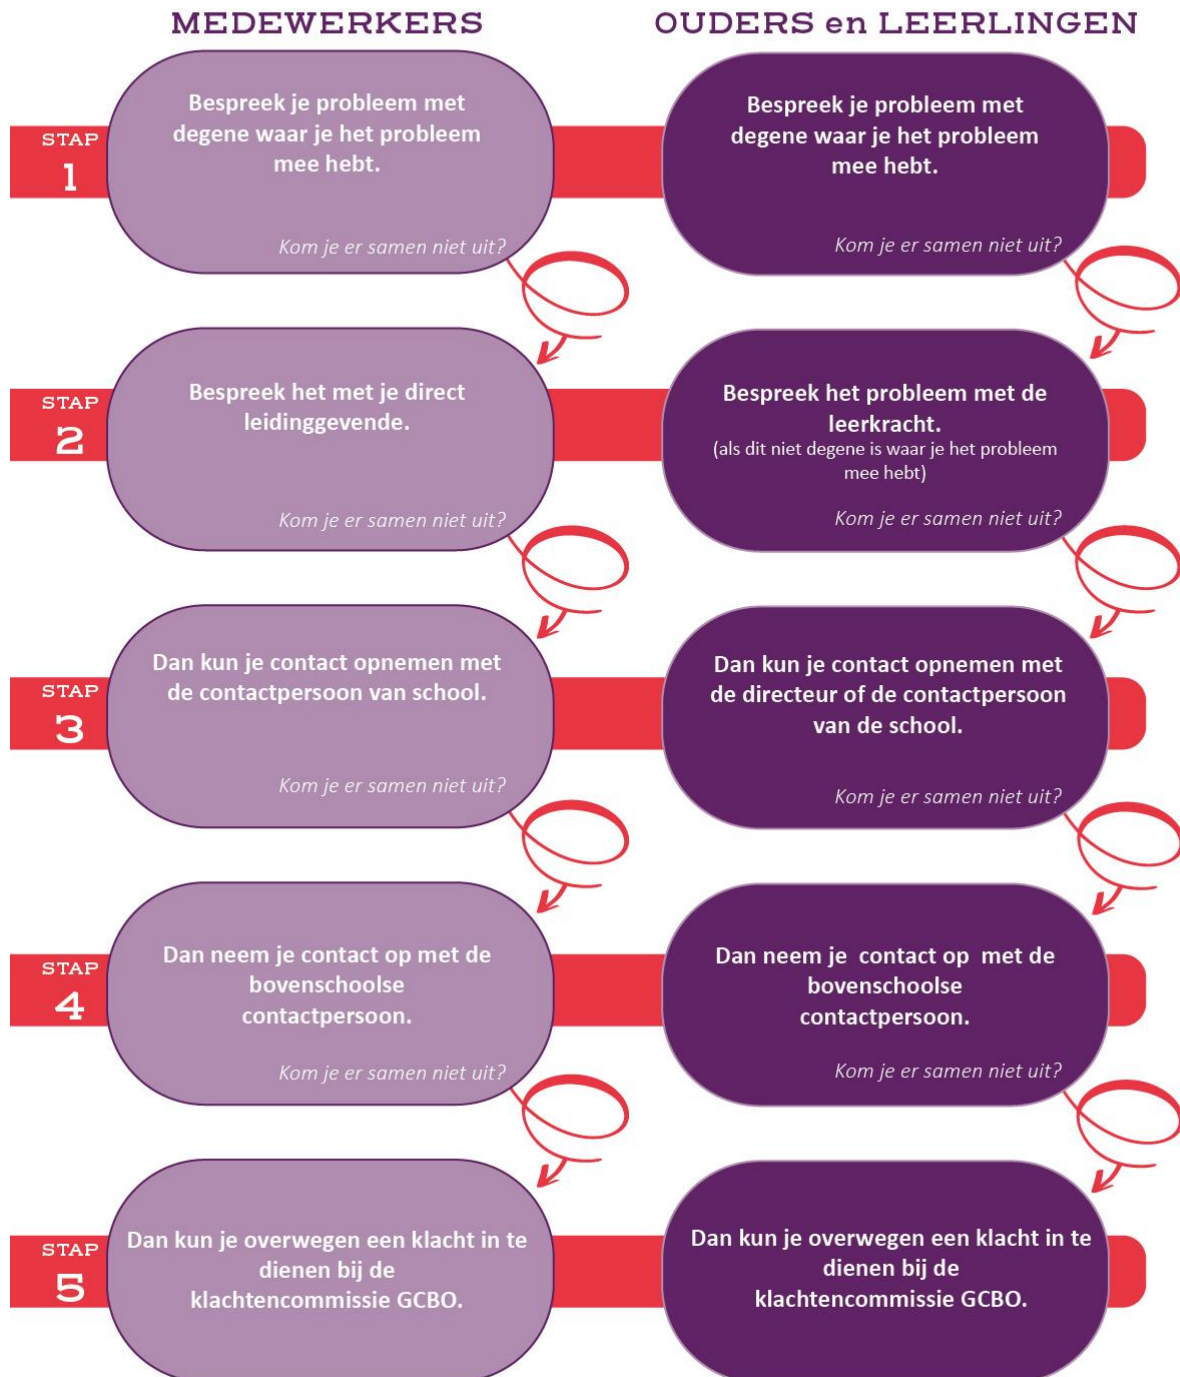 MEDEWERKERS
OUDERS en LEERLINGEN
STAP
1
Bespreek je probleem met
degene waar je het probleem
mee hebt.
Kom je er samen niet uit?
Bespreek je probleem met
degene waar je het probleem
mee hebt.
Kom je er samen niet uit?
STAP
2
Bespreek het met je direct
leidinggevende.
Kom je er samen niet uit?
Bespreek het probleem met de
leerkracht.
(als dit niet degene is waar je het probleem
mee hebt)
Kom je er samen niet uit?
STAP
3
Dan kun je contact opnemen met
de contactpersoon van school.
Kom je er samen niet uit?
Dan kun je contact opnemen met
de directeur of de contactpersoon
van de school.
Kom je er samen niet uit?
STAP
4
Dan neem je contact op met de
bovenschoolse
contactpersoon.
Kom je er samen niet uit?
Dan neem je contact op met de
bovenschoolse
contactpersoon.
Kom je er samen niet uit?
STAP
5
Dan kun je overwegen een klacht in te
dienen bij de
klachtencommissie GCBO.
Dan kun je overwegen een klacht in te
dienen bij de
klachtencommissie GCBO.